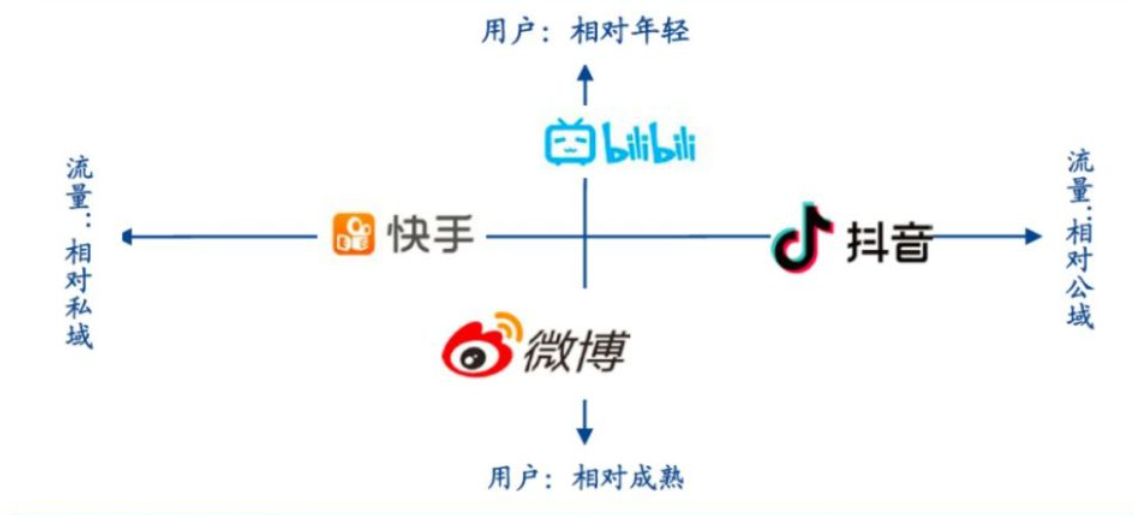 用户：相对年轻
bilibili
流量：相对私域
快手
抖音
流量：相对公域
微博
用户：相对成熟